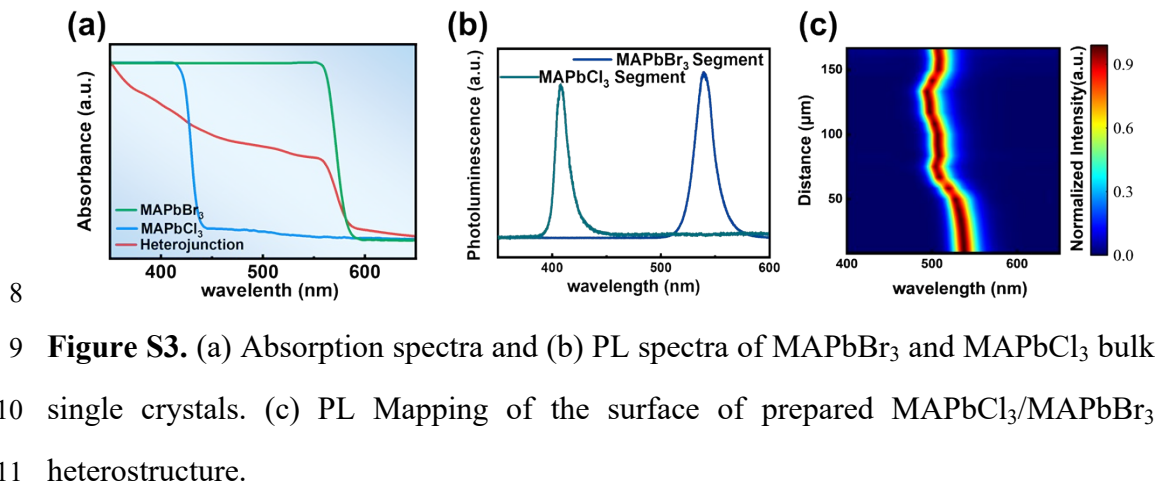 (a)
Absorbance (a.u.)
MAPbBr₃
MAPbCl₃
Heterojunction
400 500 600
wavelenth (nm)
(b)
Photoluminescence (a.u.)
MAPbBr₃ Segment
MAPbCl₃ Segment
400 500 600
wavelength (nm)
(c)
Distance (μm)
150
100
50
400 500 600
wavelength (nm)
Normalized Intensity(a.u.)
0.9
0.6
0.3
0.0
8
9 Figure S3. (a) Absorption spectra and (b) PL spectra of MAPbBr₃ and MAPbCl₃ bulk
10 single crystals. (c) PL Mapping of the surface of prepared MAPbCl₃/MAPbBr₃
11 heterostructure.